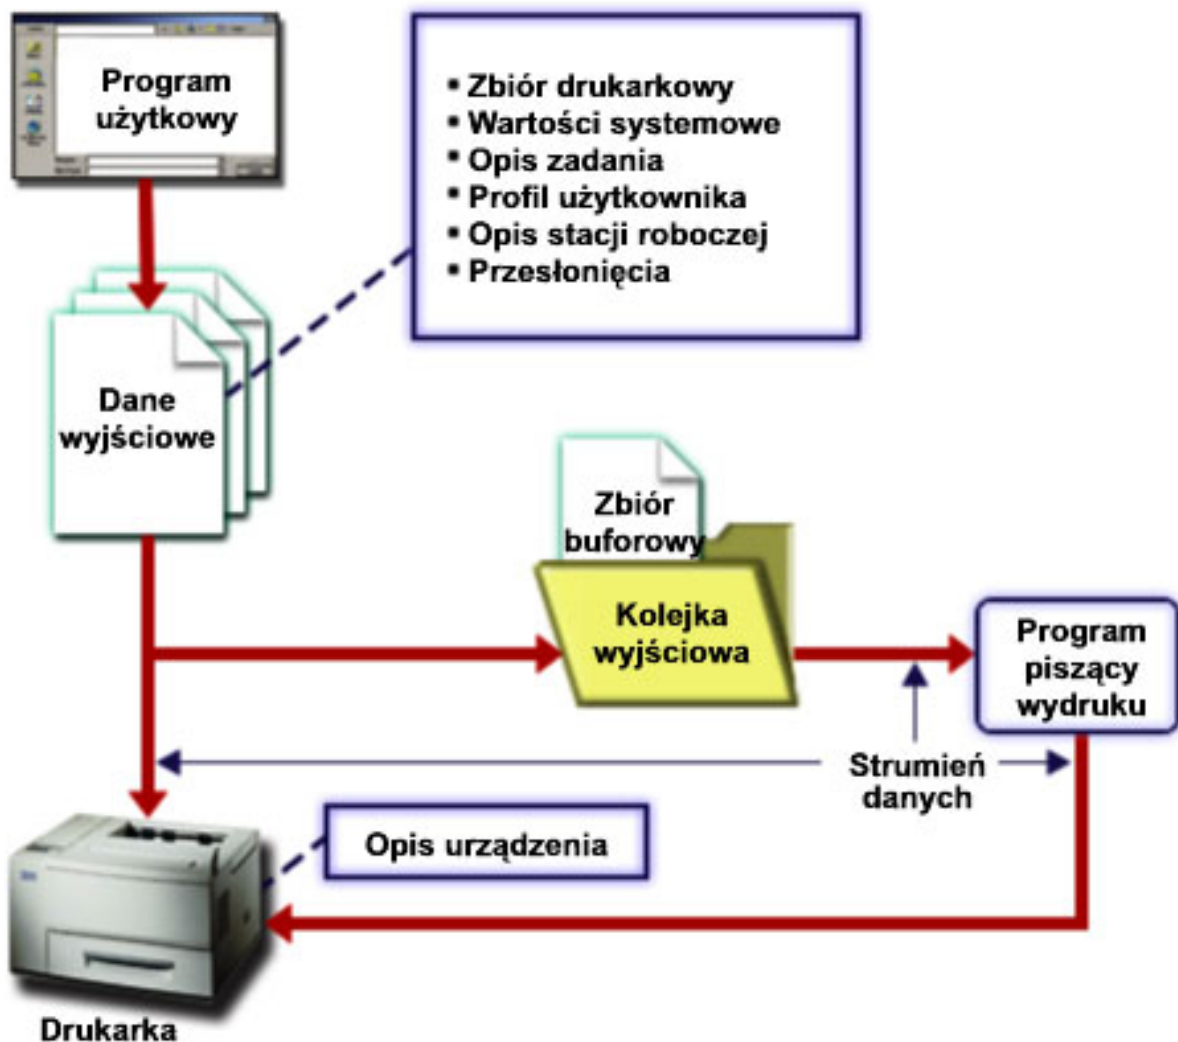 Program
użytkowy
▪ Zbiór drukarkowy
▪ Wartości systemowe
▪ Opis zadania
▪ Profil użytkownika
▪ Opis stacji roboczej
▪ Przesłonięcia
Dane
wyjściowe
Zbiór
buforowy
Kolejka
wyjściowa
Program
piszący
wydruku
Strumień
danych
Opis urządzenia
Drukarka